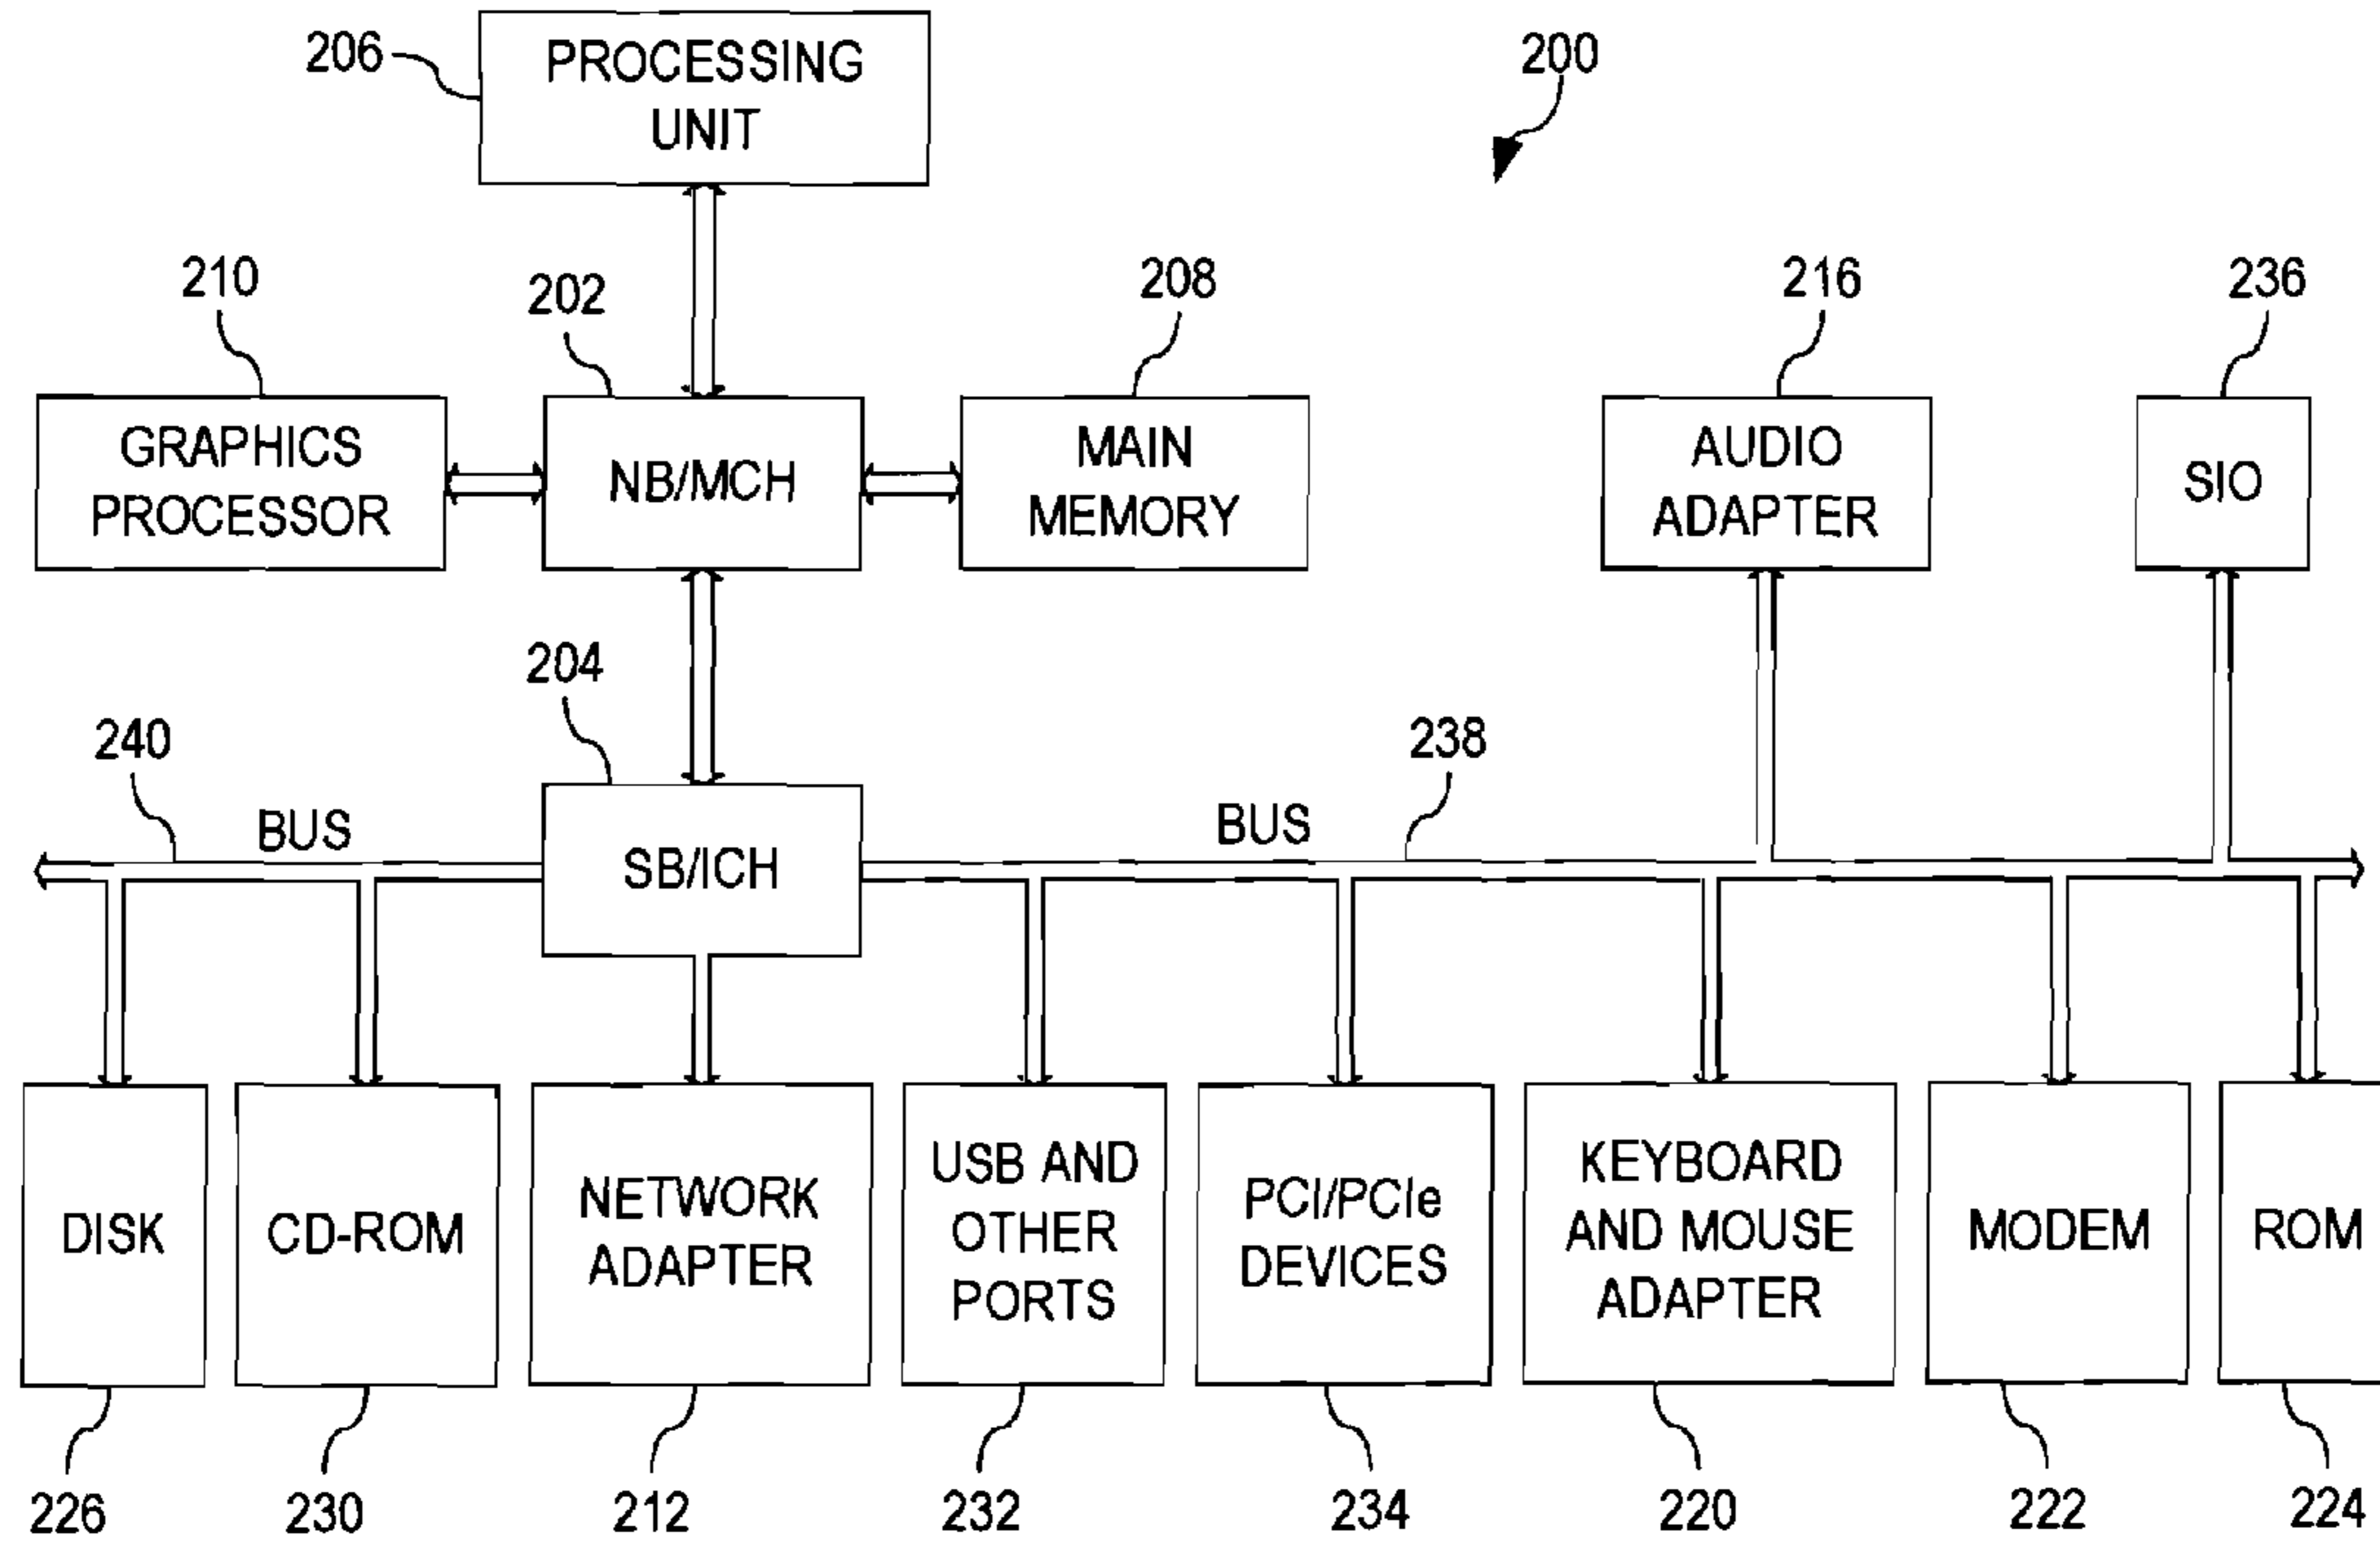 206
PROCESSING
UNIT
200
210
202
208
216
236
GRAPHICS
PROCESSOR
NB/MCH
MAIN
MEMORY
AUDIO
ADAPTER
SIO
204
240
238
BUS
BUS
SB/ICH
DISK
CD-ROM
NETWORK
ADAPTER
USB AND
OTHER
PORTS
PCI/PCIe
DEVICES
KEYBOARD
AND MOUSE
ADAPTER
MODEM
ROM
226
230
212
232
234
220
222
224